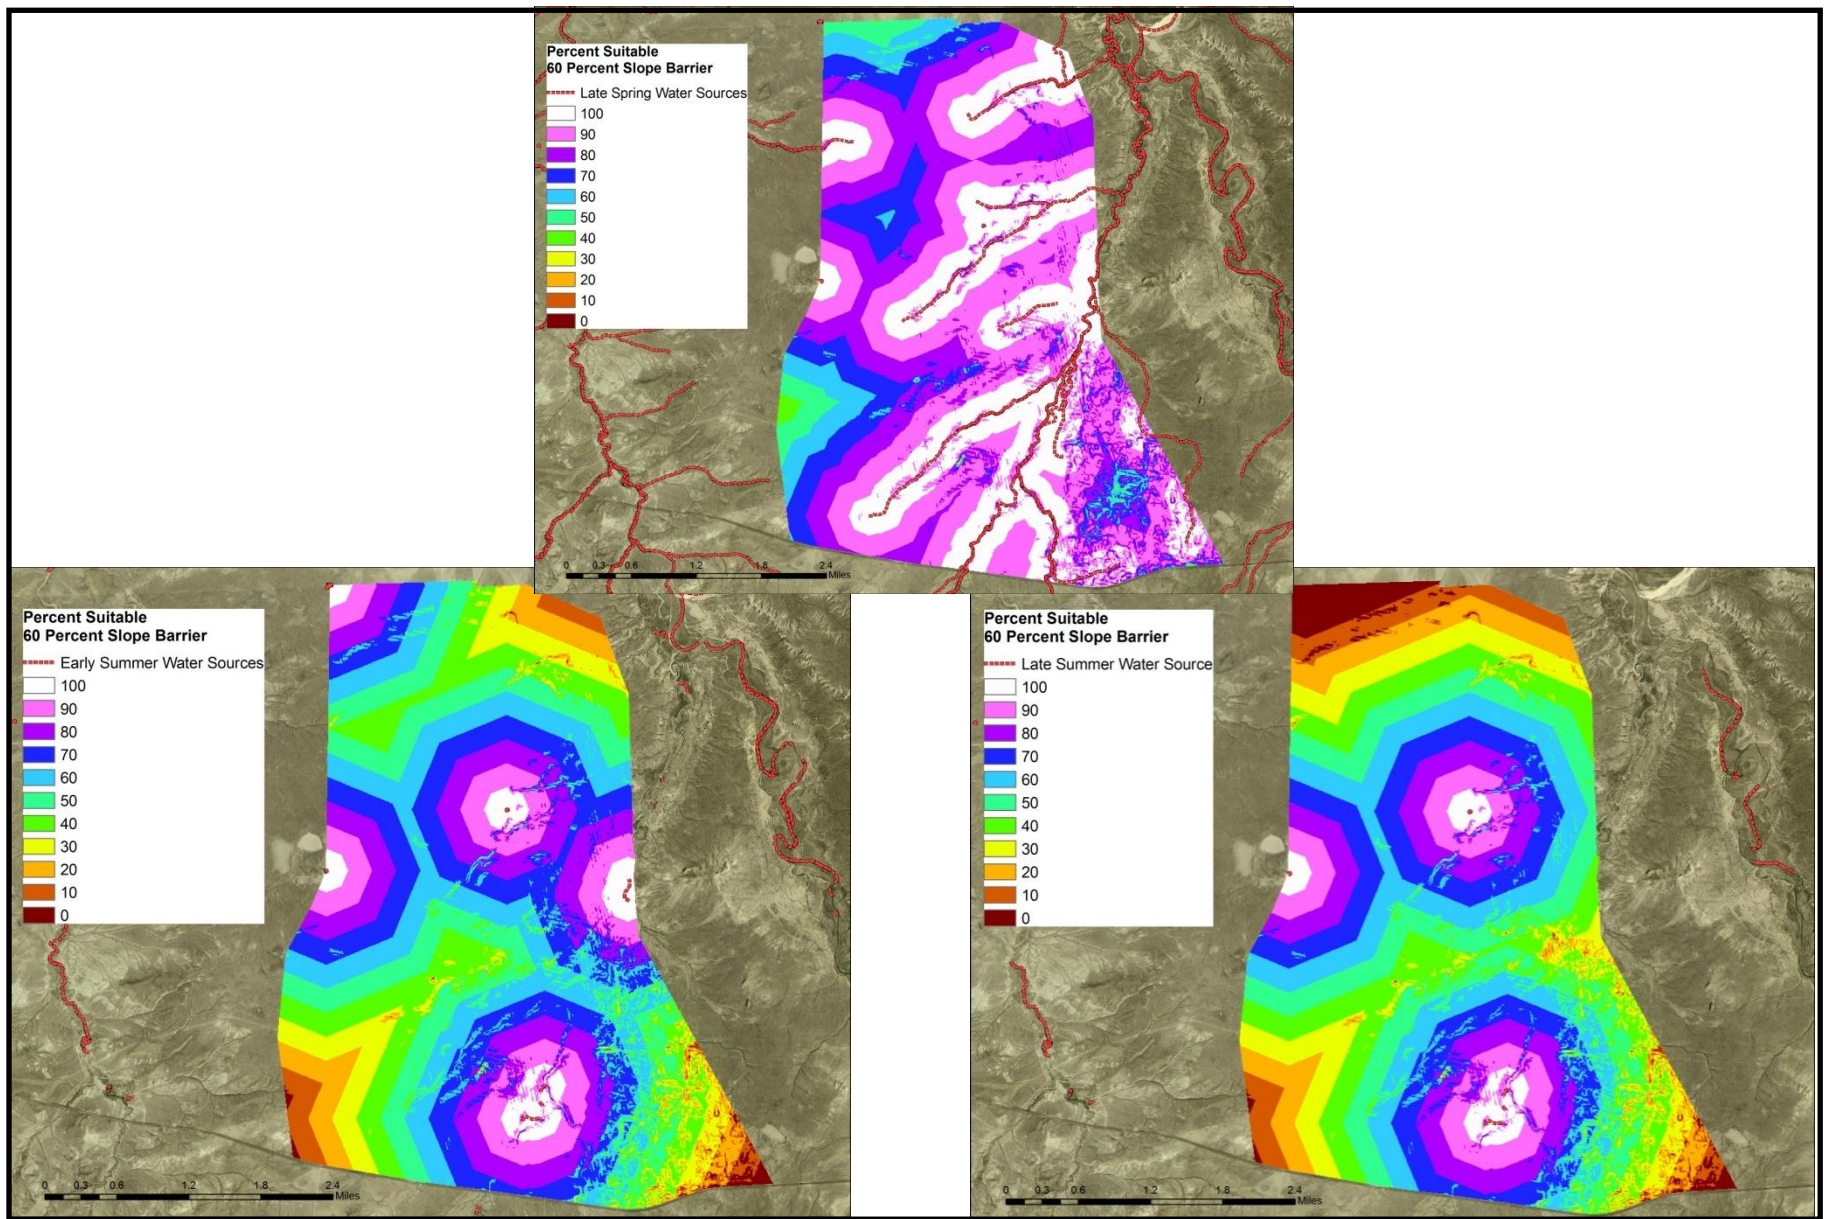 Percent Suitable
60 Percent Slope Barrier
Late Spring Water Sources
100
90
80
70
60
50
40
30
20
10
0
0 0.3 0.6 1.2 1.8 2.4
Miles
Percent Suitable
60 Percent Slope Barrier
Early Summer Water Sources
100
90
80
70
60
50
40
30
20
10
0
0 0.3 0.6 1.2 1.8 2.4
Miles
Percent Suitable
60 Percent Slope Barrier
Late Summer Water Source
100
90
80
70
60
50
40
30
20
10
0
0 0.3 0.6 1.2 1.8 2.4
Miles